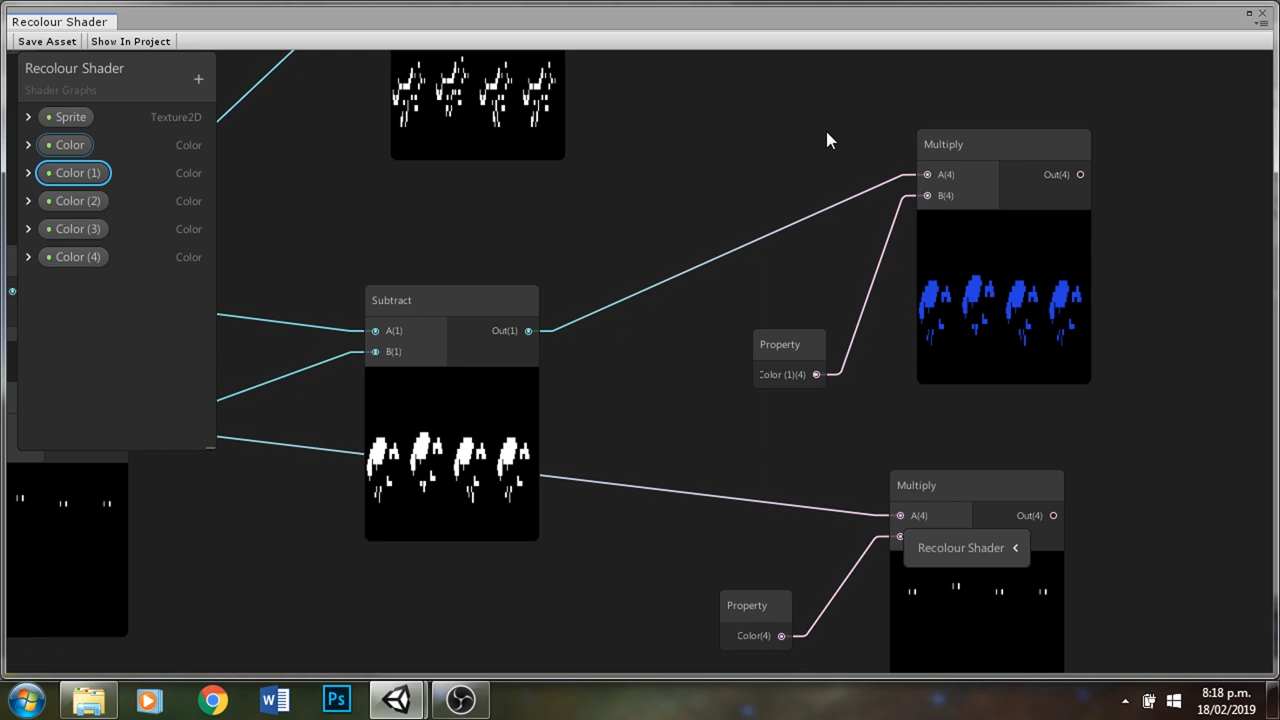 Recolour Shader
Save Asset
Show In Project
Recolour Shader
Shader Graphs
Sprite
Texture2D
Color
Color
Color (1)
Color
Color (2)
Color
Color (3)
Color
Color (4)
Color
Multiply
A(4)
Out(4)
B(4)
Subtract
A(1)
Out(1)
B(1)
Property
Color (1)(4)
Multiply
A(4)
Out(4)
Recolour Shader
Property
Color(4)
W
Ps
8:18 p.m.
18/02/2019